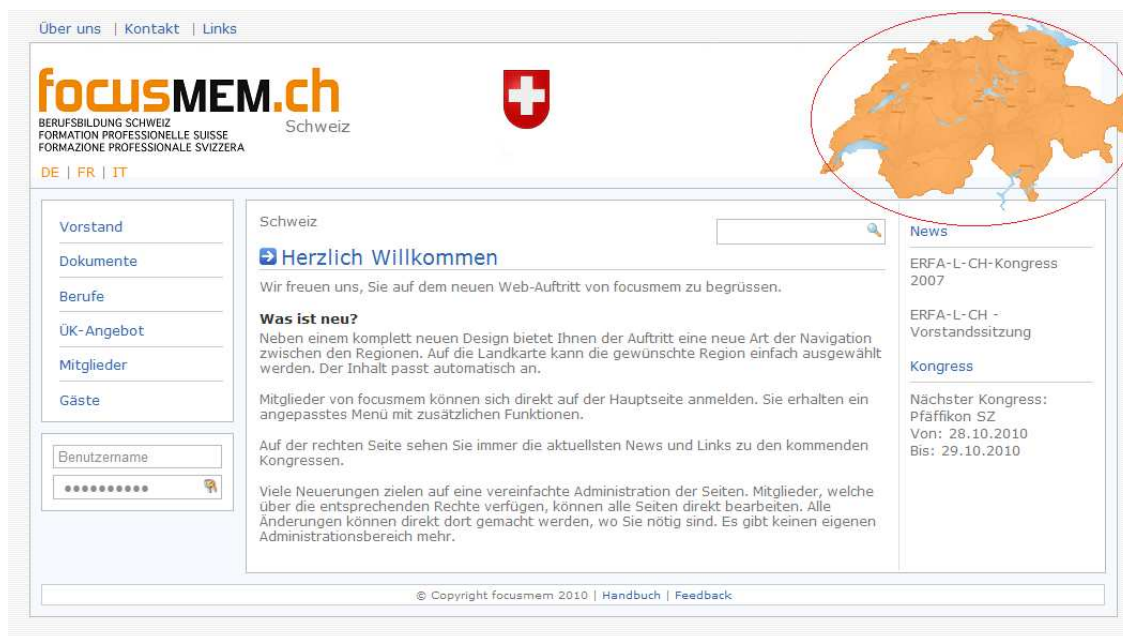 Über uns | Kontakt | Links
focusMEM.ch
BERUFSBILDUNG SCHWEIZ
FORMATION PROFESSIONELLE SUISSE
FORMAZIONE PROFESSIONALE SVIZZERA
Schweiz
DE | FR | IT
Vorstand
Dokumente
Berufe
ÜK-Angebot
Mitglieder
Gäste
Benutzername
••••••••••
Schweiz
Herzlich Willkommen
Wir freuen uns, Sie auf dem neuen Web-Auftritt von focusmem zu begrüssen.
Was ist neu?
Neben einem komplett neuen Design bietet Ihnen der Auftritt eine neue Art der Navigation
zwischen den Regionen. Auf die Landkarte kann die gewünschte Region einfach ausgewählt
werden. Der Inhalt passt automatisch an.
Mitglieder von focusmem können sich direkt auf der Hauptseite anmelden. Sie erhalten ein
angepasstes Menü mit zusätzlichen Funktionen.
Auf der rechten Seite sehen Sie immer die aktuellsten News und Links zu den kommenden
Kongressen.
Viele Neuerungen zielen auf eine vereinfachte Administration der Seiten. Mitglieder, welche
über die entsprechenden Rechte verfügen, können alle Seiten direkt bearbeiten. Alle
Änderungen können direkt dort gemacht werden, wo Sie nötig sind. Es gibt keinen eigenen
Administrationsbereich mehr.
News
ERFA-L-CH-Kongress
2007
ERFA-L-CH -
Vorstandssitzung
Kongress
Nächster Kongress:
Pfäffikon SZ
Von: 28.10.2010
Bis: 29.10.2010
© Copyright focusmem 2010 | Handbuch | Feedback